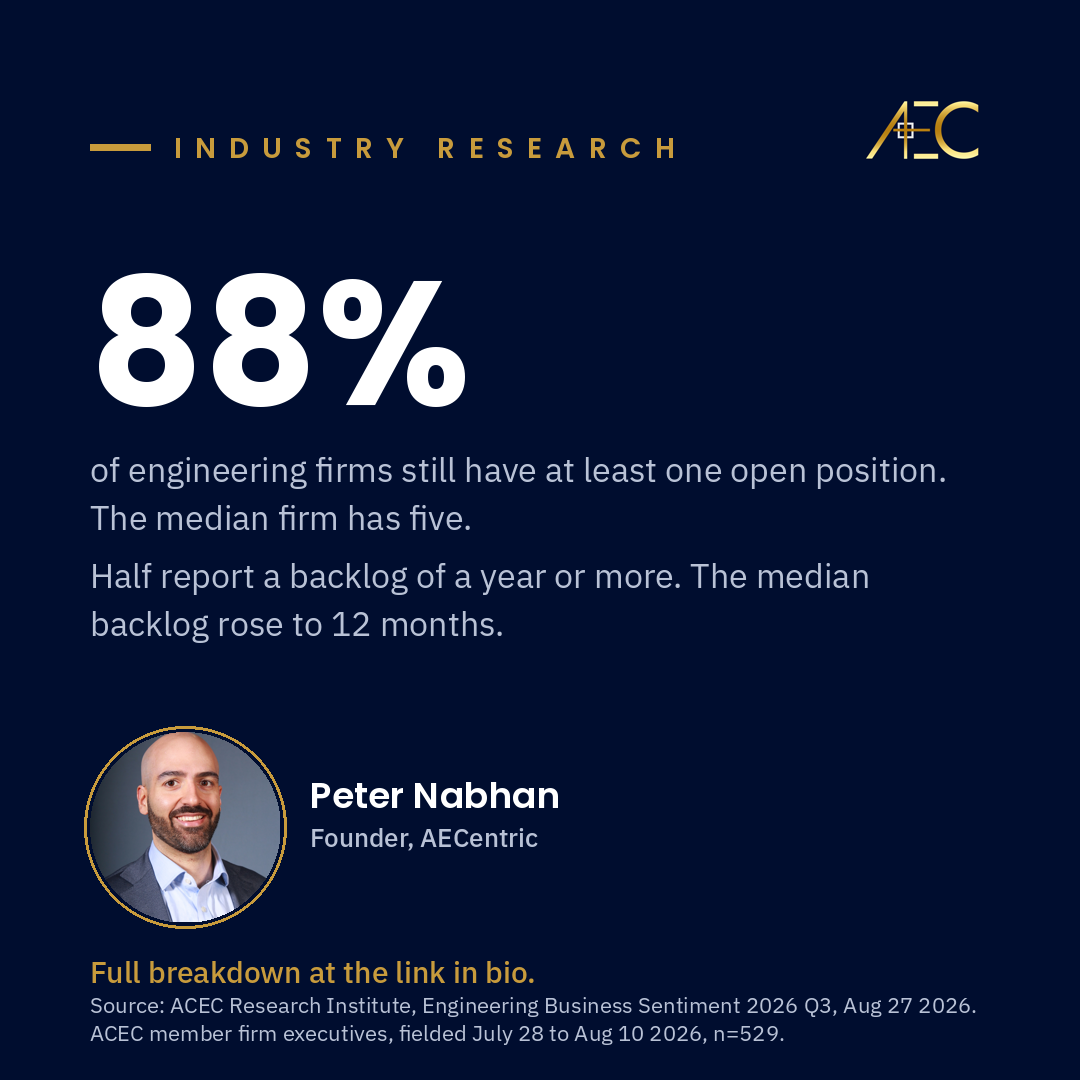 INDUSTRY RESEARCH
AEC
88%
of engineering firms still have at least one open position.
The median firm has five.
Half report a backlog of a year or more. The median
backlog rose to 12 months.
Peter Nabhan
Founder, AECentric
Full breakdown at the link in bio.
Source: ACEC Research Institute, Engineering Business Sentiment 2026 Q3, Aug 27 2026.
ACEC member firm executives, fielded July 28 to Aug 10 2026, n=529.